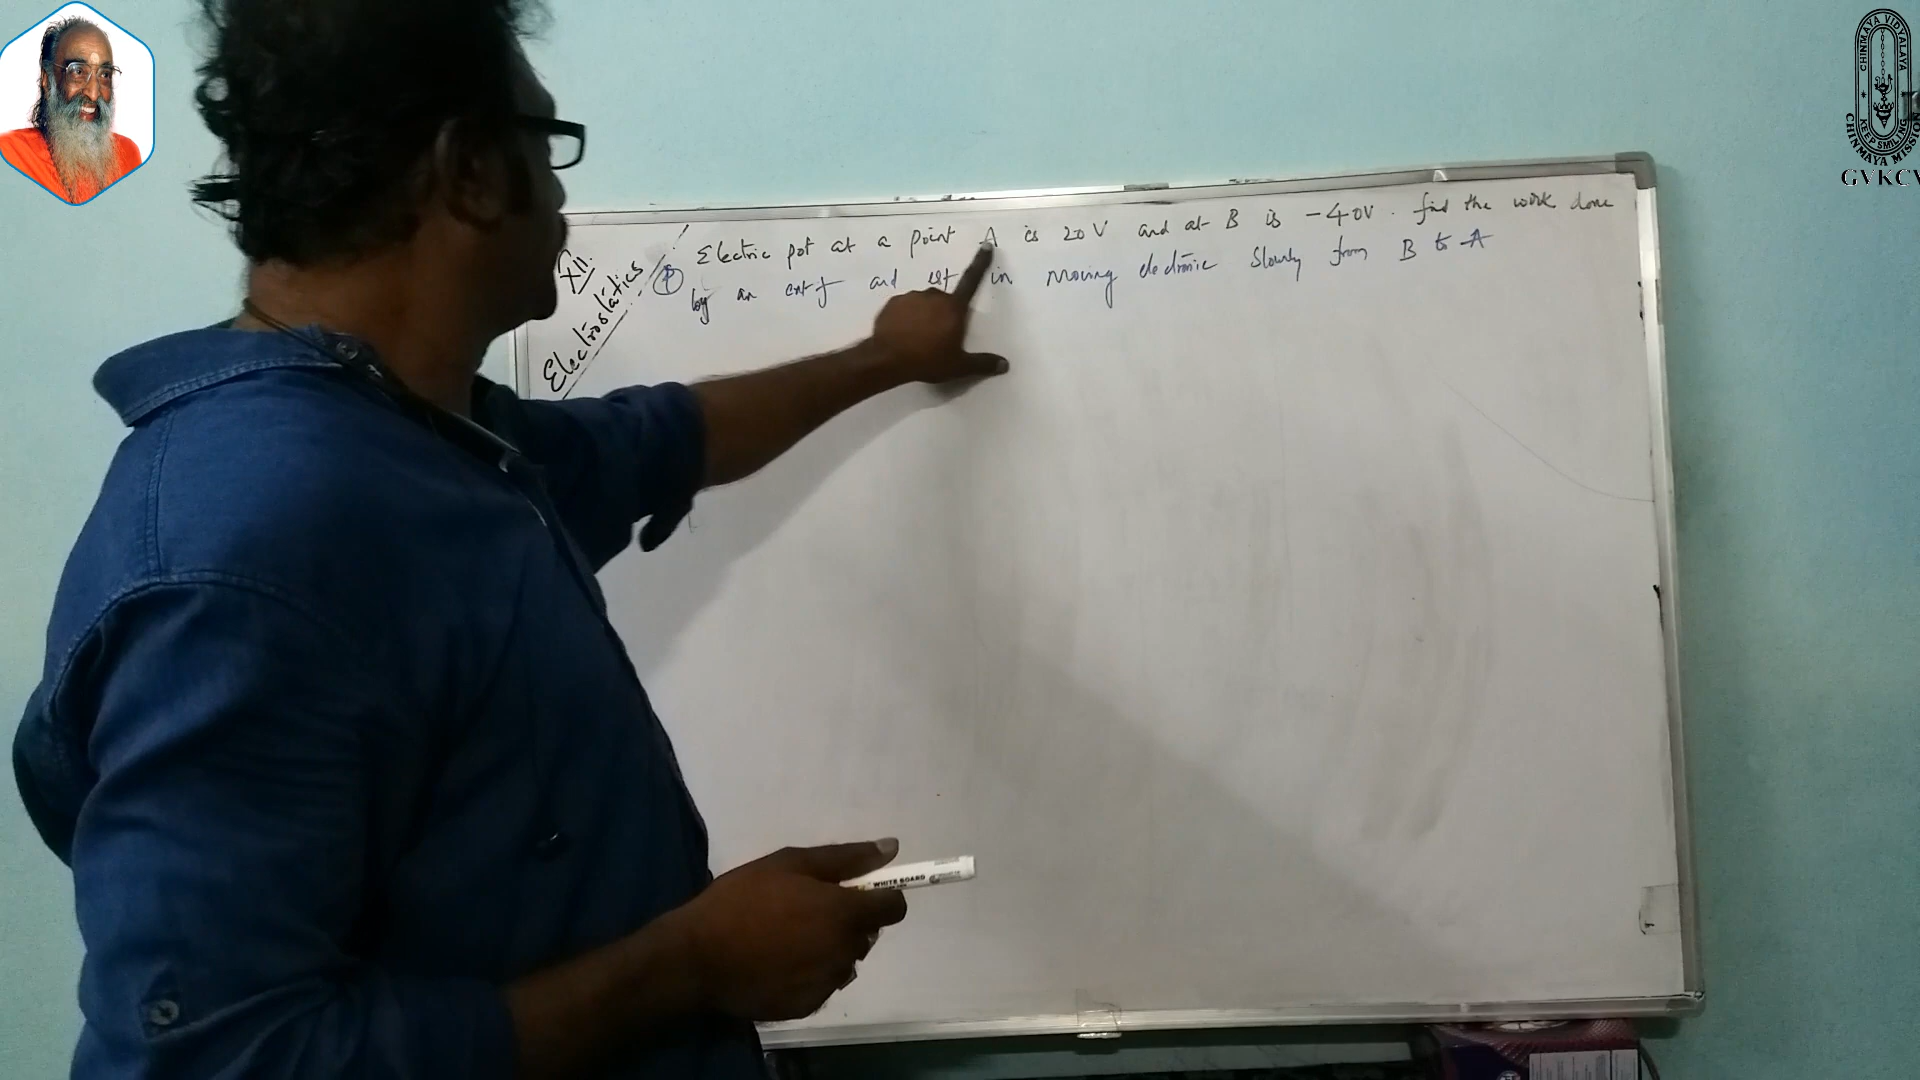 XII.
Electrostatics
Electric pot at a point A is 20V and at B is -40V. find the work done
by an ext f and esf in moving electronic slowly from B to A
WHITE BOARD
CHINMAYA VIDYALAYA
KEEP SMILING
CHINMAYA MISSION
GVKCV